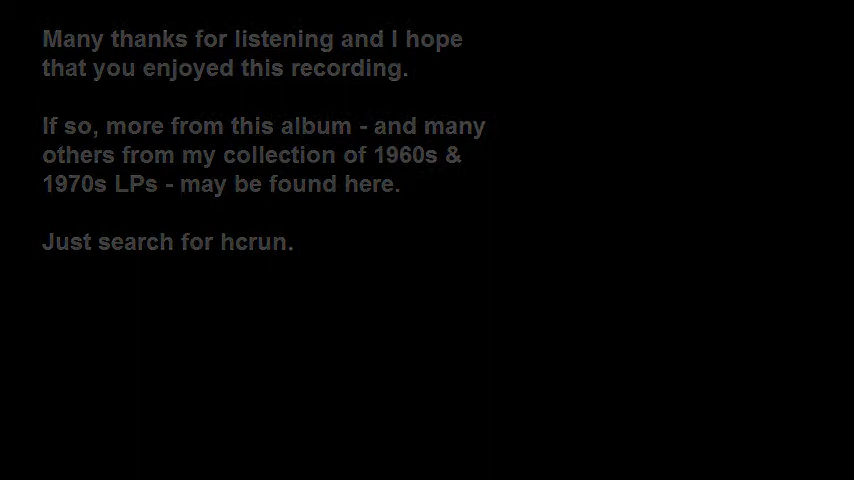 Many thanks for listening and I hope
that you enjoyed this recording.
If so, more from this album - and many
others from my collection of 1960s &
1970s LPs - may be found here.
Just search for hcrun.